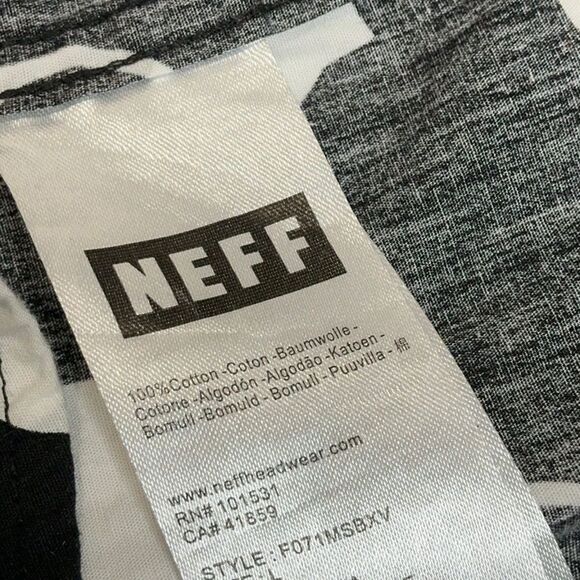 NEFF
100%Cotton -Coton -Baumwolle -
Cotone -Algodón -Algodão -Katoen -
Bomull -Bomuld - Bomull - Puuvilla - 棉
www.neffheadwear.com
RN# 101531
CA# 41859
STYLE : F071MSBXV